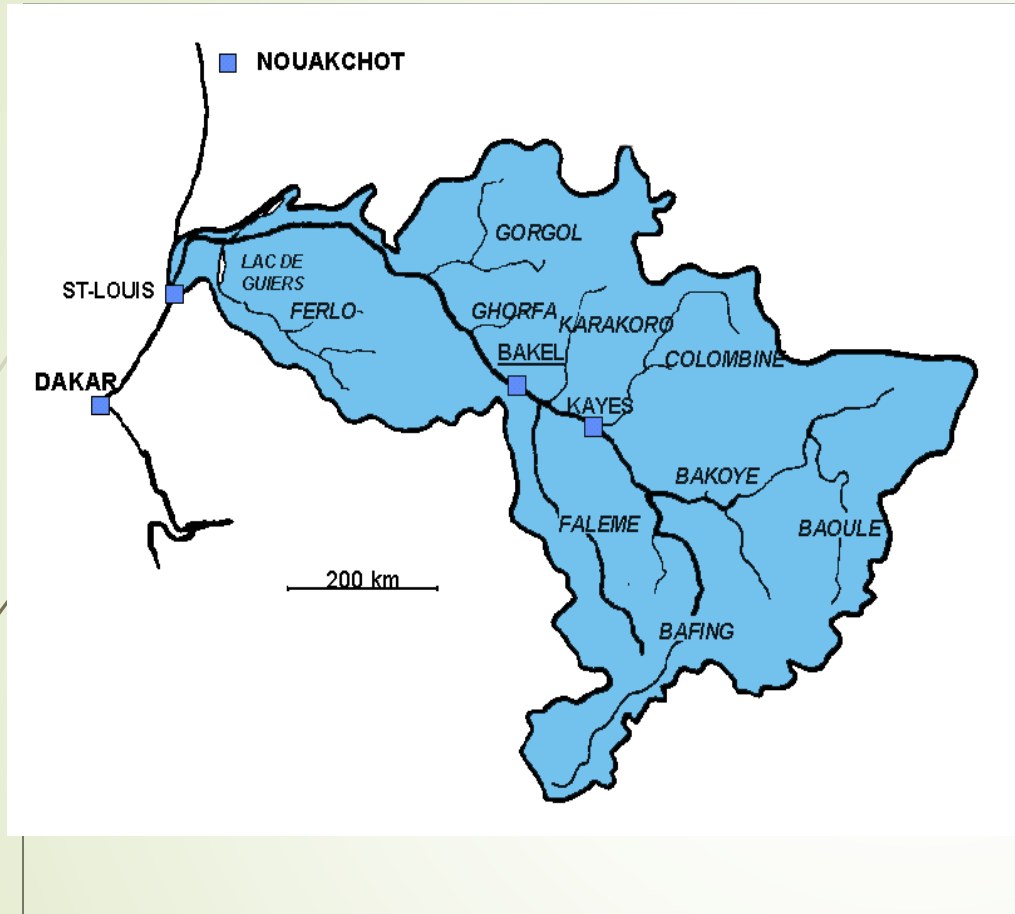 NOUAKCHOT
GORGOL
LAC DE
GUIERS
ST-LOUIS
FERLO
GHORFA
KARAKORO
BAKEL
COLOMBINE
DAKAR
KAYES
BAKOYE
FALEME
BAOULE
200 km
BAFING